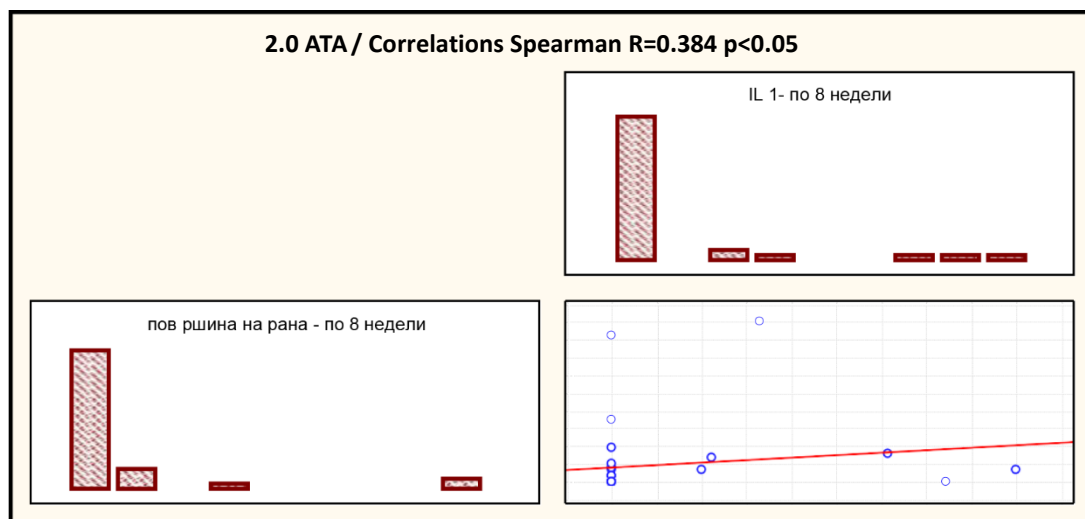 2.0 ATA / Correlations Spearman R=0.384 p<0.05
IL 1- по 8 недели
пов ршина на рана - по 8 недели